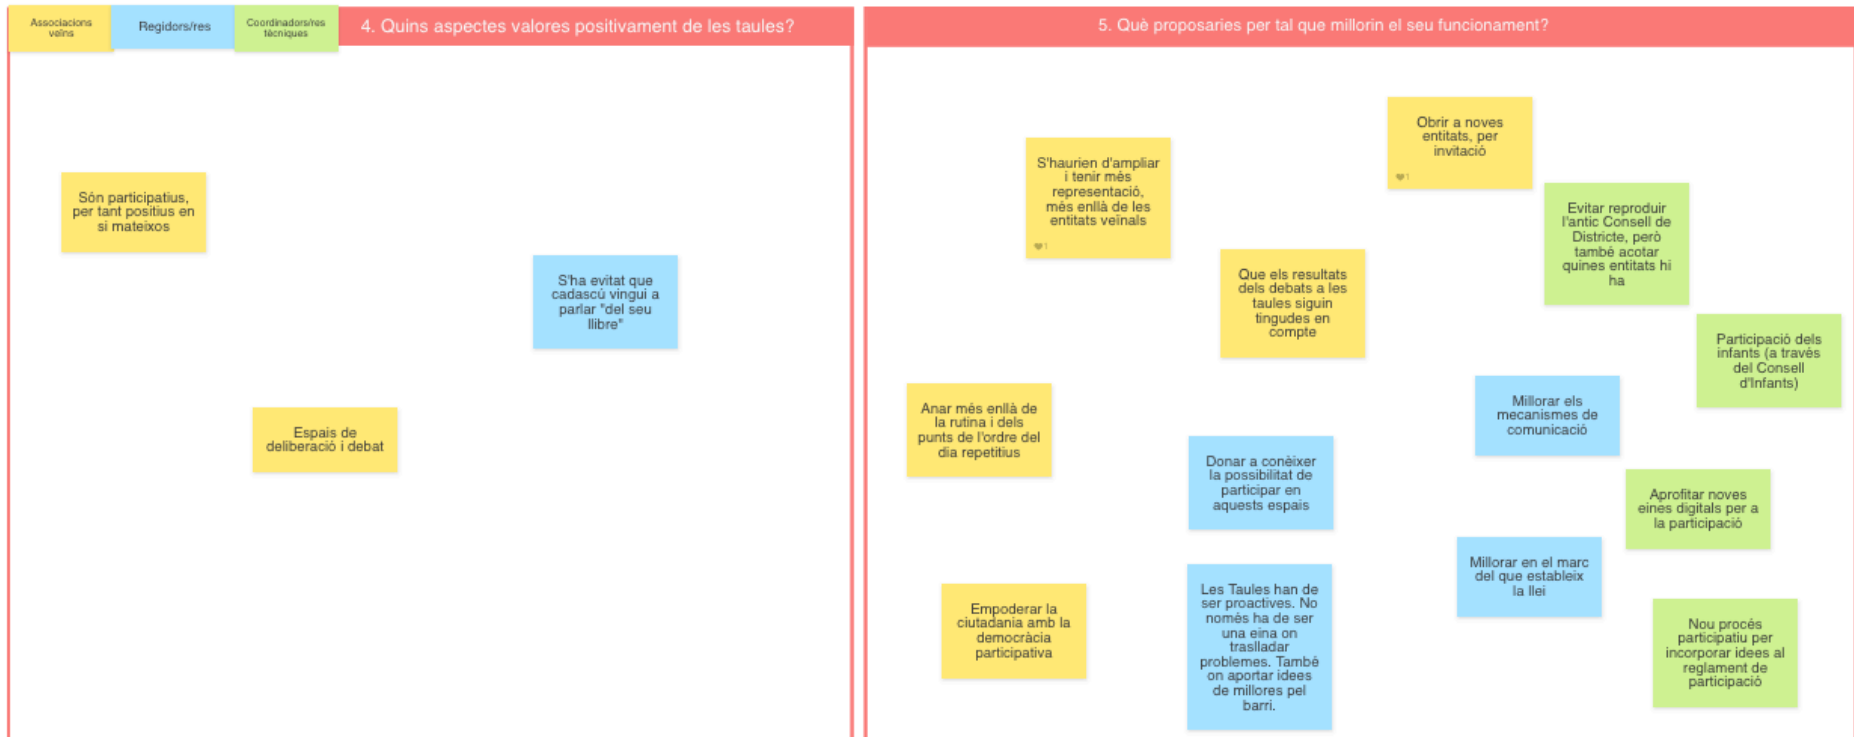 Associacions
veïns
Regidors/res
Coordinadors/res
tècniques
4. Quins aspectes valores positivament de les taules?
Són participatius,
per tant positius en
si mateixos
S'ha evitat que
cadascú vingui a
parlar "del seu
llibre"
Espais de
deliberació i debat
5. Què proposaries per tal que millorin el seu funcionament?
Obrir a noves
entitats, per
invitació
1
S'haurien d'ampliar
i tenir més
representació,
més enllà de les
entitats veïnals
1
Evitar reproduir
l'antic Consell de
Districte, però
també acotar
quines entitats hi
ha
Que els resultats
dels debats a les
taules siguin
tingudes en
compte
Participació dels
infants (a través
del Consell
d'Infants)
Anar més enllà de
la rutina i dels
punts de l'ordre del
dia repetitius
Millorar els
mecanismes de
comunicació
Donar a conèixer
la possibilitat de
participar en
aquests espais
Aprofitar noves
eines digitals per a
la participació
Millorar en el marc
del que estableix
la llei
Empoderar la
ciutadania amb la
democràcia
participativa
Les Taules han de
ser proactives. No
només ha de ser
una eina on
traslladar
problemes. També
on aportar idees
de millores pel
barri.
Nou procés
participatiu per
incorporar idees al
reglament de
participació